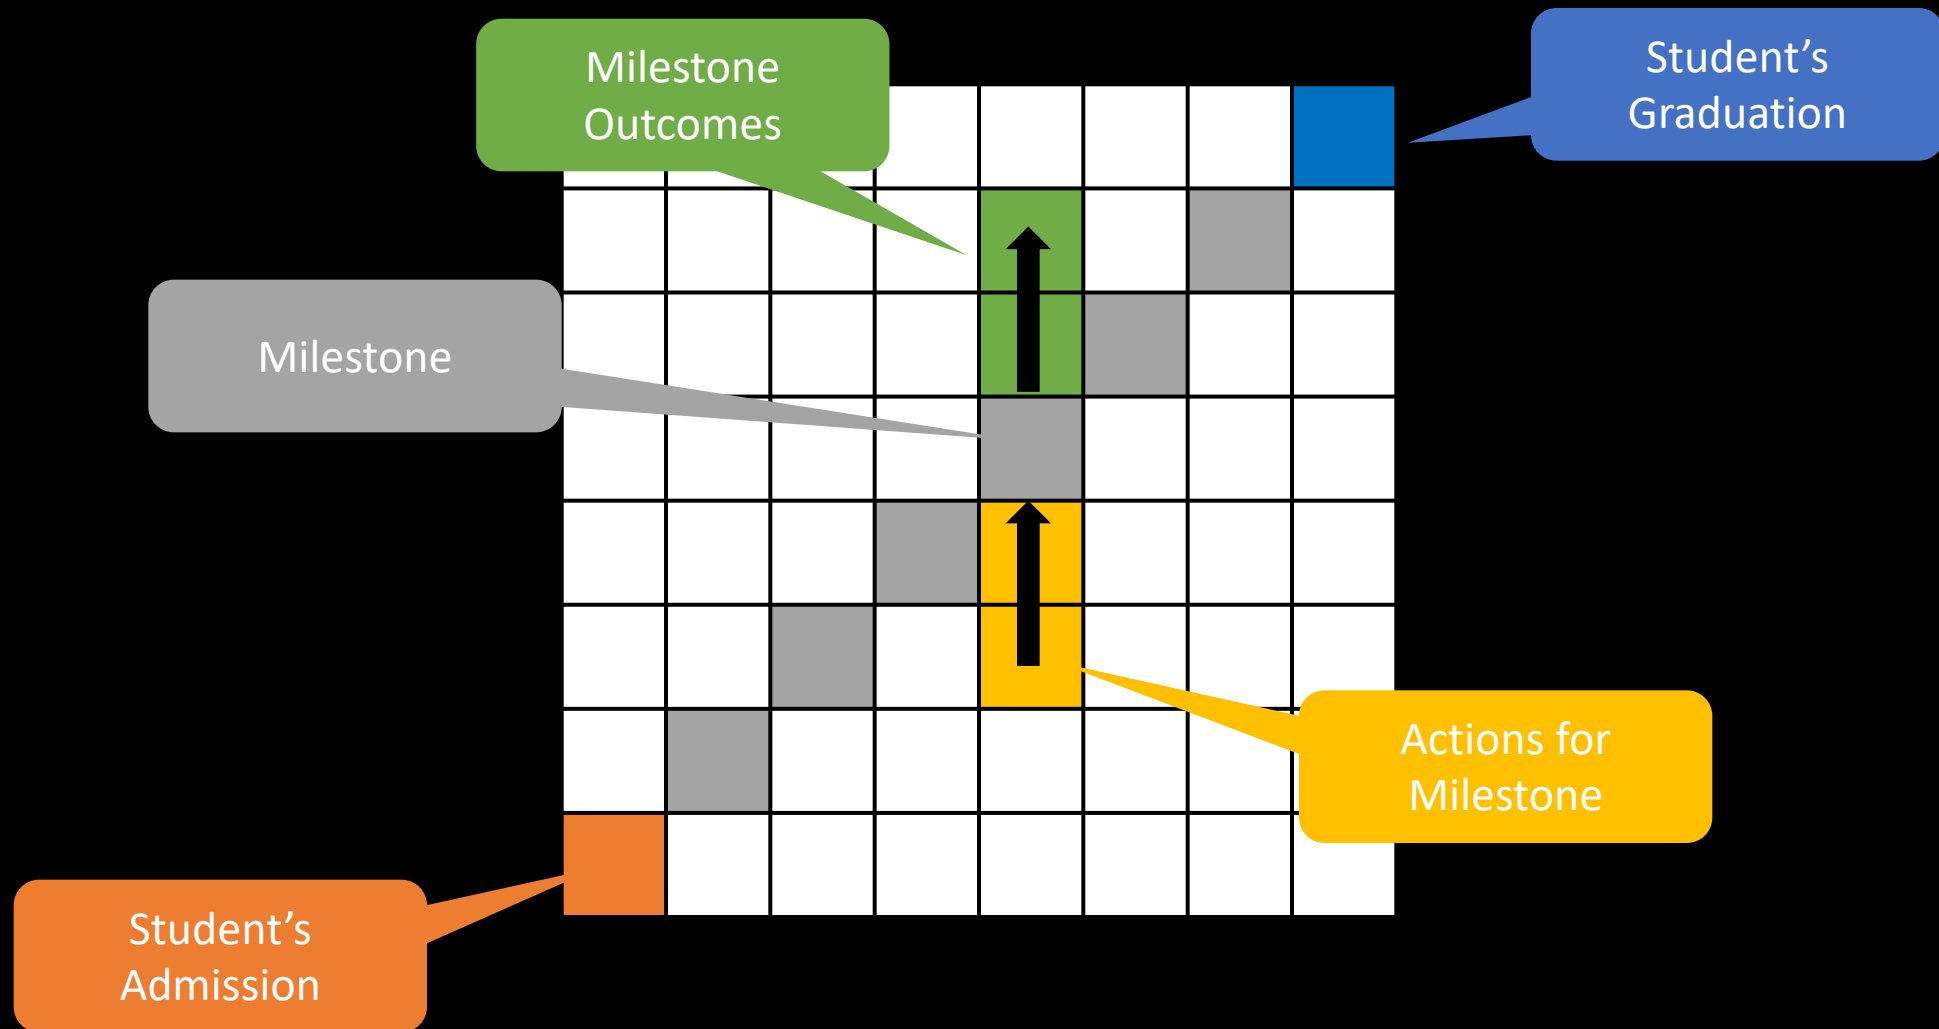 Milestone
Outcomes
Student’s
Graduation
Milestone
Actions for
Milestone
Student’s
Admission